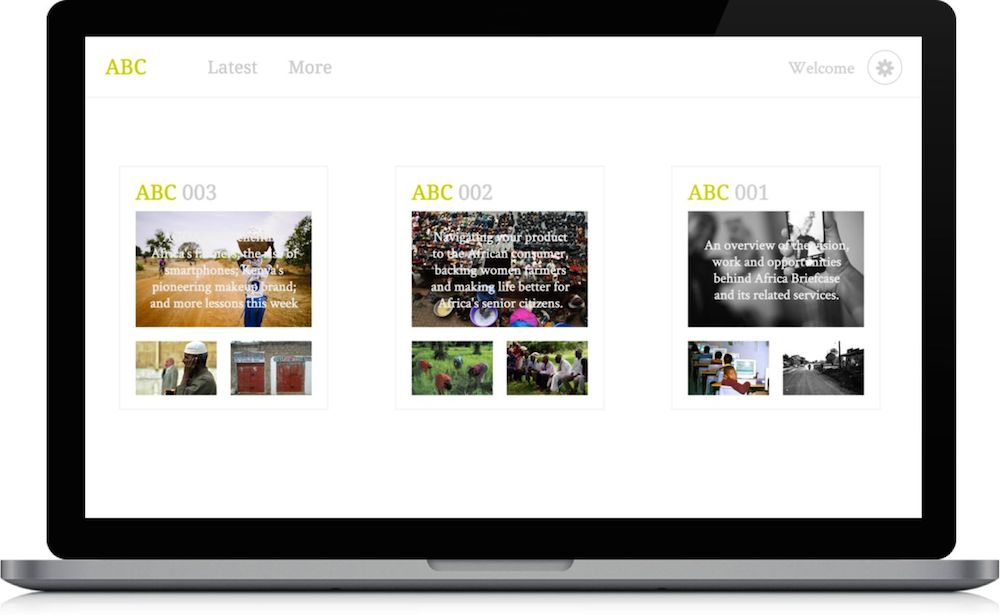 ABC
Latest
More
Welcome
ABC 003
Africa's farmers; the rise of
smartphones; Kenya's
pioneering makeup brand;
and more lessons this week
ABC 002
Navigating your product
to the African consumer,
backing women farmers
and making life better for
Africa's senior citizens.
ABC 001
An overview of the vision,
work and opportunities
behind Africa Briefcase
and its related services.